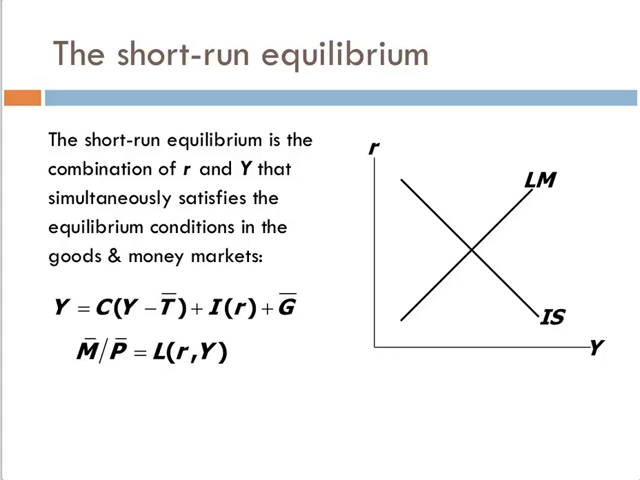 The short-run equilibrium
The short-run equilibrium is the
combination of r and Y that
simultaneously satisfies the
equilibrium conditions in the
goods & money markets:
Y = C(Y − T̅) + I(r) + G̅
M̅/P̅ = L(r,Y)
r
LM
IS
Y